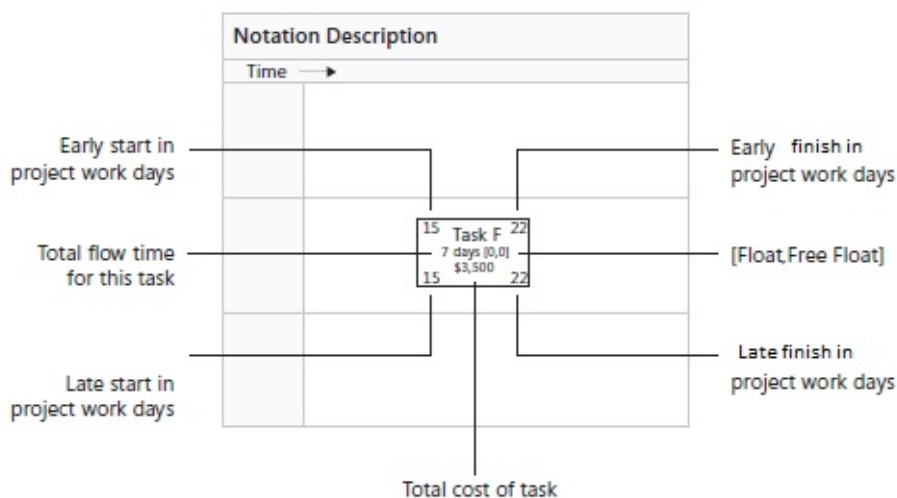 Notation Description
Time
Early start in
project work days
Early finish in
project work days
15 Task F 22
7 days [0,0]
$3,500
15 22
Total flow time
for this task
[Float,Free Float]
Late start in
project work days
Late finish in
project work days
Total cost of task